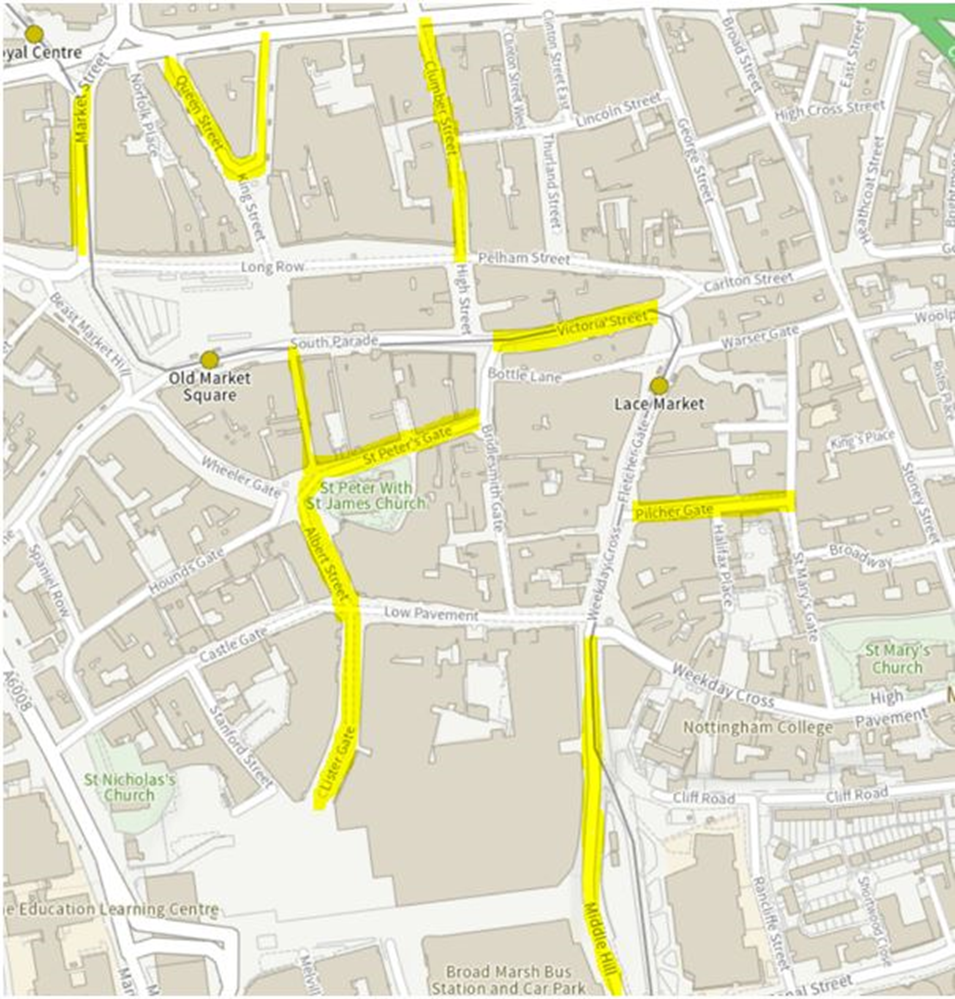 oyal Centre
Market Street
Norfolk Place
Queen Street
King Street
Clumber Street
Clinton Street West
Clinton Street East
Lincoln Street
Thurland Street
George Street
Broad Street
East Street
High Cross Street
Heathcoat Street
Long Row
Pelham Street
High Street
Carlton Street
Beast Market Hill
South Parade
Victoria Street
Warser Gate
Woolp
Old Market
Square
Bottle Lane
Lace Market
King's Place
Wheeler Gate
St Peter's Gate
Bridlesmith Gate
Fletcher Gate
Stoney Street
St Peter With
St James Church
Pilcher Gate
Albert Street
Hounds Gate
Spaniel Row
Halifax Place
St Mary's Gate
Broadway
Weekday Cross
Low Pavement
Castle Gate
St Mary's
Church
A6008
Weekday Cross
High
Pavement
Stanford Street
Nottingham College
Lister Gate
St Nicholas's
Church
Cliff Road
Cliff Road
Middle Hill
Rancliffe Street
Shortwood Close
e Education Learning Centre
Broad Marsh Bus
Station and Car Park
Melvill
nal Street